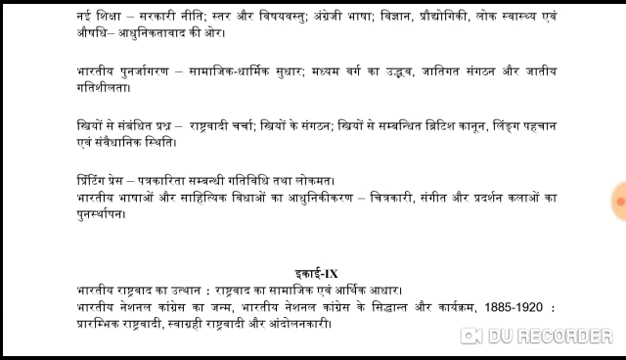 नई शिक्षा – सरकारी नीति; स्तर और विषयवस्तु; अंग्रेजी भाषा; विज्ञान, प्रौद्योगिकी, लोक स्वास्थ्य एवं
औषधि– आधुनिकतावाद की ओर।
भारतीय पुनर्जागरण – सामाजिक-धार्मिक सुधार; मध्यम वर्ग का उद्भव, जातिगत संगठन और जातीय
गतिशीलता।
स्त्रियों से संबंधित प्रश्न – राष्ट्रवादी चर्चा; स्त्रियों के संगठन; स्त्रियों से सम्बन्धित ब्रिटिश कानून, लिंङ्ग पहचान
एवं संवैधानिक स्थिति।
प्रिंटिंग प्रेस – पत्रकारिता सम्बन्धी गतिविधि तथा लोकमत।
भारतीय भाषाओं और साहित्यिक विधाओं का आधुनिकीकरण – चित्रकारी, संगीत और प्रदर्शन कलाओं का
पुनर्स्थापन।
इकाई-IX
भारतीय राष्ट्रवाद का उत्थान : राष्ट्रवाद का सामाजिक एवं आर्थिक आधार।
भारतीय नेशनल कांग्रेस का जन्म, भारतीय नेशनल कांग्रेस के सिद्धान्त और कार्यक्रम, 1885-1920 :
प्रारम्भिक राष्ट्रवादी, स्वाग्रही राष्ट्रवादी और आंदोलनकारी।
DU RECORDER